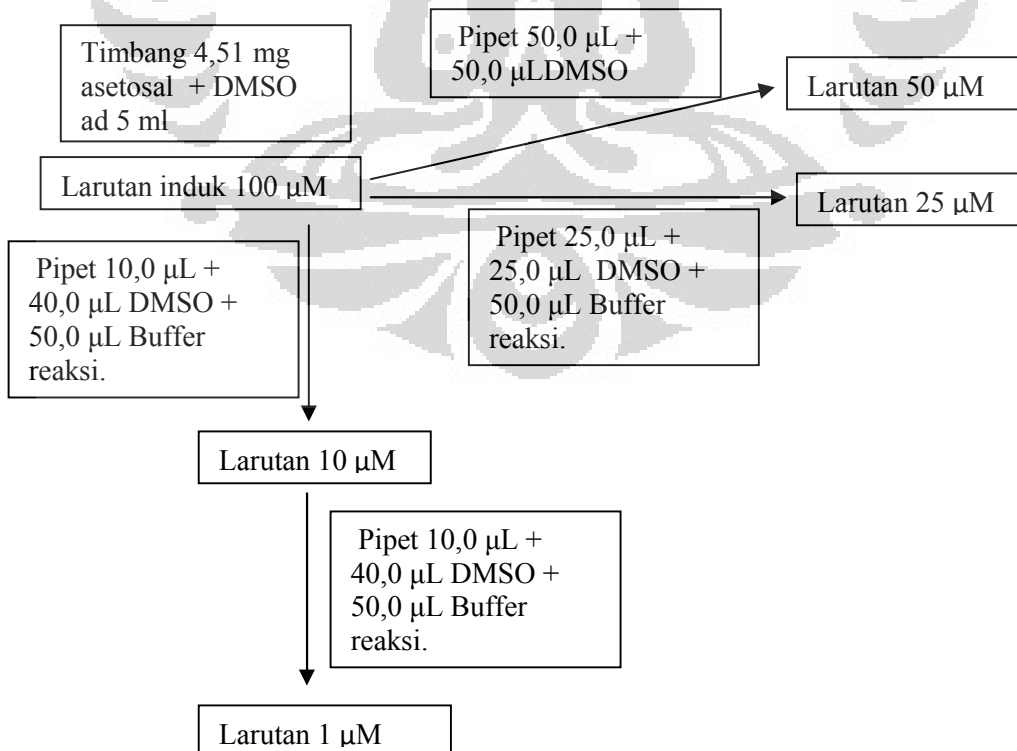 Timbang 4,51 mg
asetosal + DMSO
ad 5 ml
Pipet 50,0 μL +
50,0 μLDMSO
Larutan 50 μM
Larutan induk 100 μM
Larutan 25 μM
Pipet 10,0 μL +
40,0 μL DMSO +
50,0 μL Buffer
reaksi.
Pipet 25,0 μL +
25,0 μL DMSO +
50,0 μL Buffer
reaksi.
Larutan 10 μM
Pipet 10,0 μL +
40,0 μL DMSO +
50,0 μL Buffer
reaksi.
Larutan 1 μM